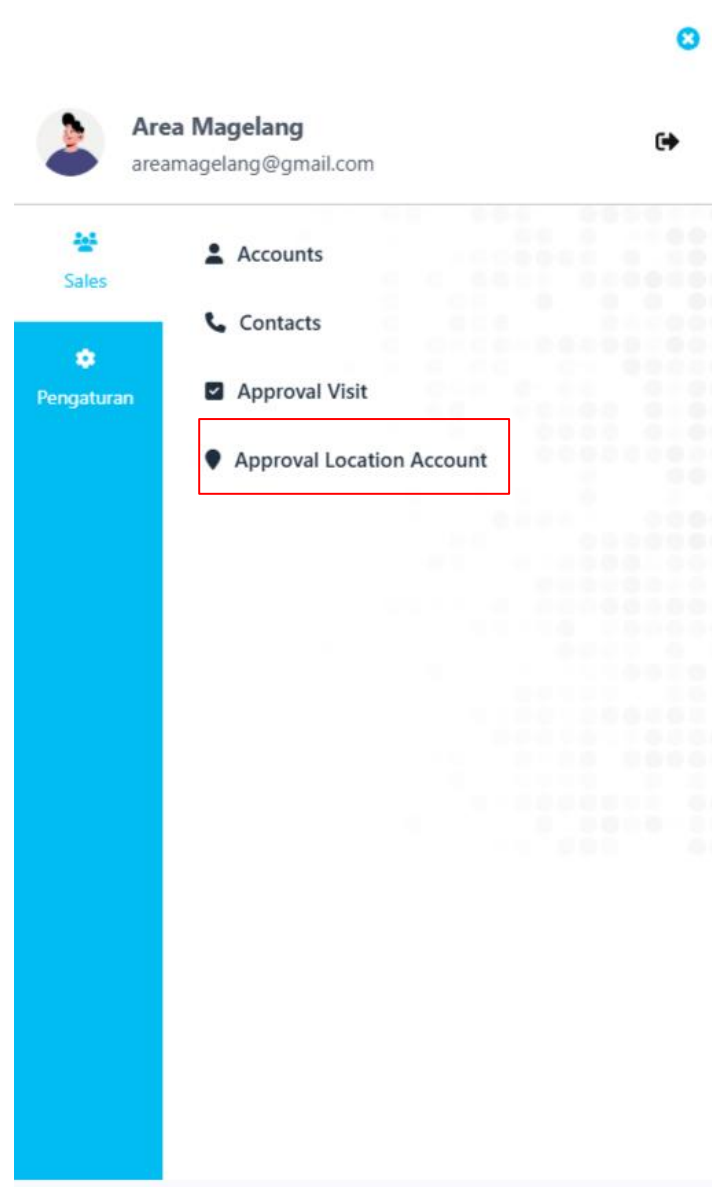 Area Magelang
areamagelang@gmail.com
Sales
Pengaturan
Accounts
Contacts
Approval Visit
Approval Location Account